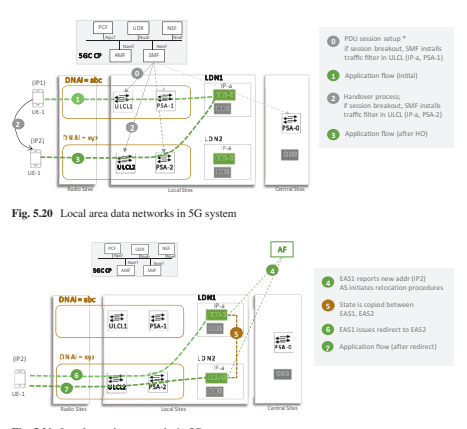 PCF
UDR
NEF
Npcf
Nudr
Nnef
5GC CP
Namf
Nsmf
AMF
SMF
0
PDU session setup *
if session breakout, SMF installs
traffic filter in ULCL (IP-a, PSA-1)
1
Application flow (initial)
2
Handover process;
if session breakout, SMF installs
traffic filter in ULCL (IP-a, PSA-2)
3
Application flow (after HO)
DNAI = abc
LDN1
IP-a
0
(IP1)
1
UE-1
ULCL1
PSA-1
PSA-0
2
2
(IP2)
DNAI = xyz
LDN2
IP-a
3
UE-1
ULCL2
PSA-2
Radio Sites
Local Sites
Central Sites
Fig. 5.20 Local area data networks in 5G system
PCF
UDR
NEF
5GC CP
AMF
SMF
AF
4
4
EAS1 reports new addr (IP2)
AS initiates relocation procedures
5
State is copied between
EAS1, EAS2
6
EAS1 issues redirect to EAS2
7
Application flow (after redirect)
DNAI = abc
LDN1
IP-a
ULCL1
PSA-1
5
(IP2)
DNAI = xyz
LDN2
IP-a
6
7
UE-1
ULCL2
PSA-2
Radio Sites
Local Sites
Central Sites